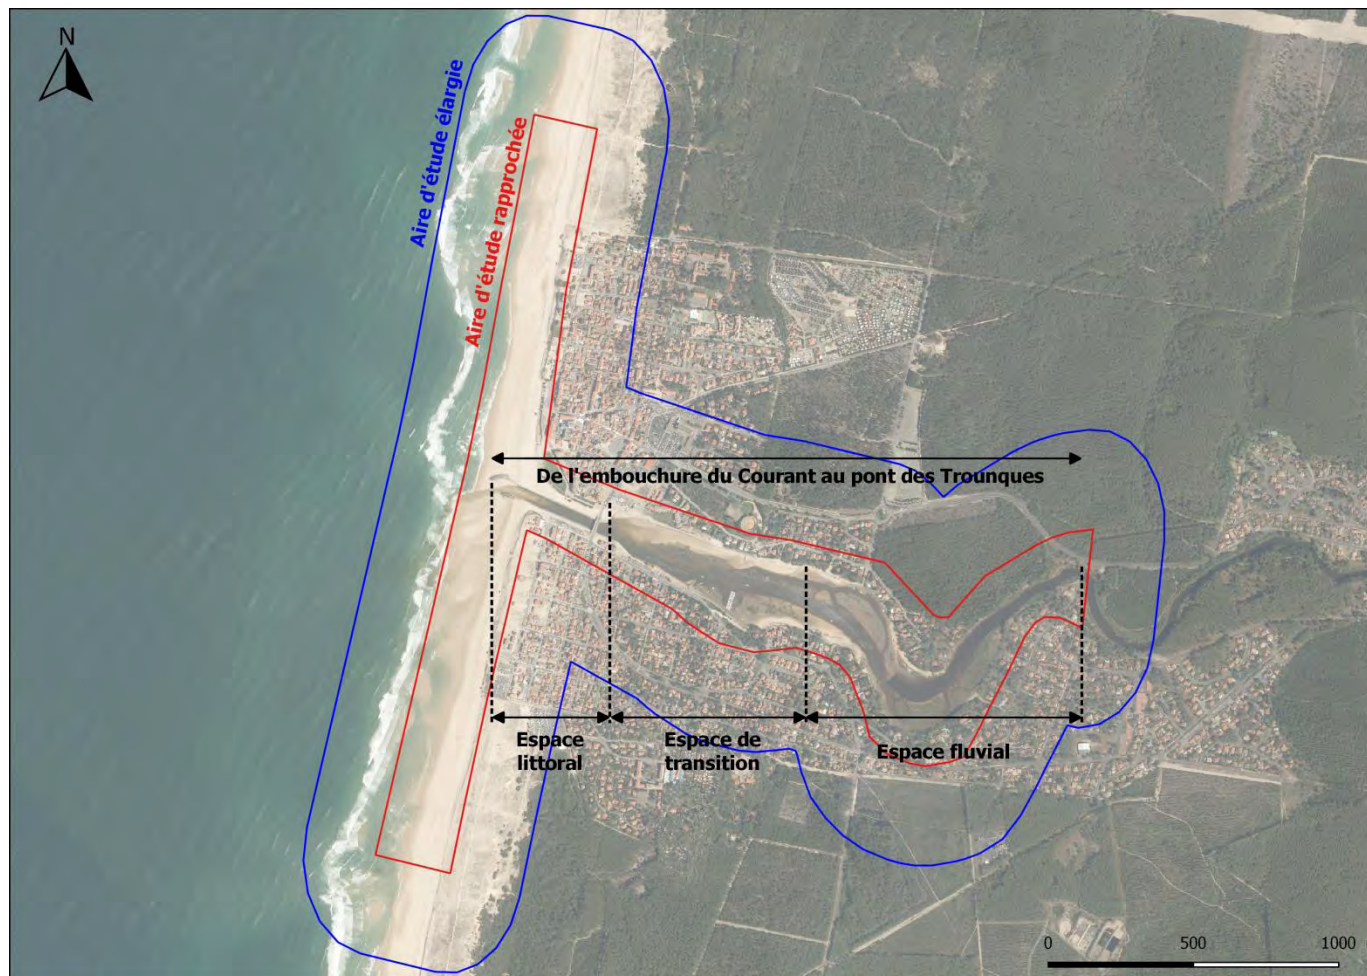 N
Aire d'étude élargie
Aire d'étude rapprochée
De l'embouchure du Courant au pont des Trounques
Espace
littoral
Espace de
transition
Espace fluvial
0 500 1000